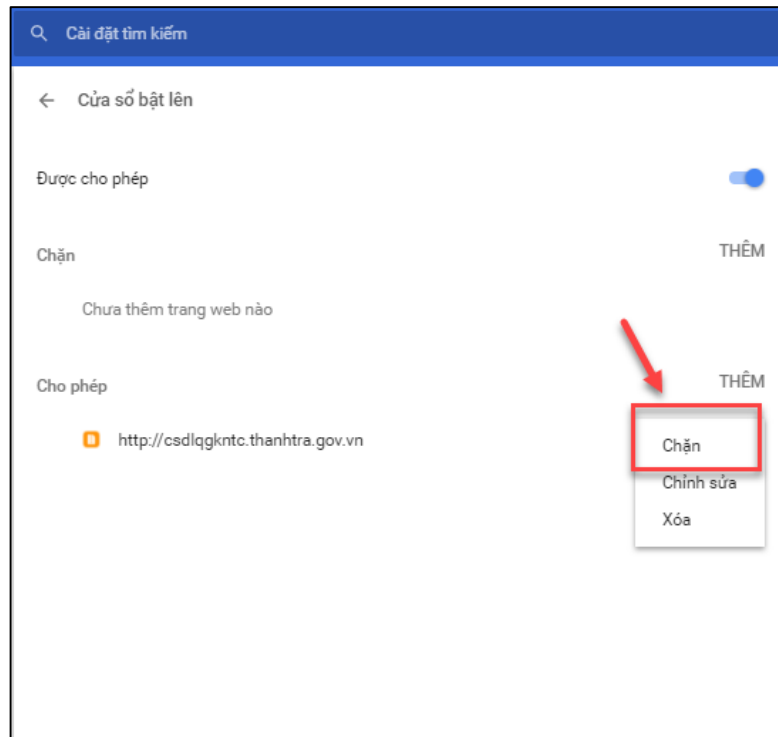 Cài đặt tìm kiếm
Cửa sổ bật lên
Được cho phép
Chặn
THÊM
Chưa thêm trang web nào
Cho phép
THÊM
http://csdlqgkntc.thanhtra.gov.vn
Chặn
Chỉnh sửa
Xóa